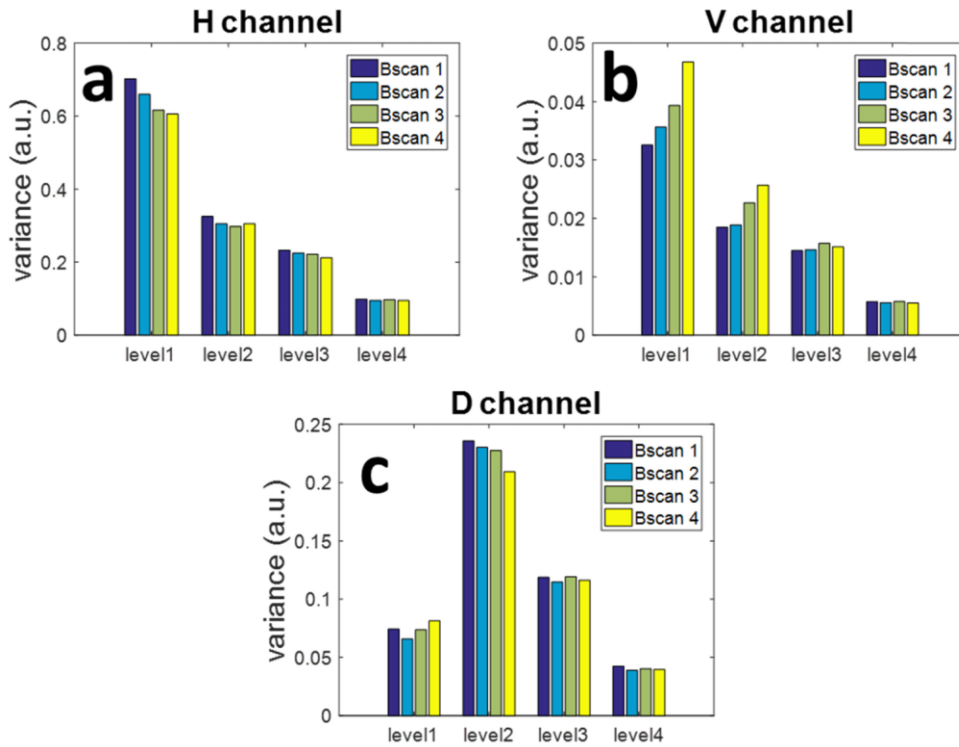 H channel
a
variance (a.u.)
0.8
0.6
0.4
0.2
0
level1 level2 level3 level4
Bscan 1
Bscan 2
Bscan 3
Bscan 4
V channel
b
variance (a.u.)
0.05
0.04
0.03
0.02
0.01
0
level1 level2 level3 level4
Bscan 1
Bscan 2
Bscan 3
Bscan 4
D channel
c
variance (a.u.)
0.25
0.2
0.15
0.1
0.05
0
level1 level2 level3 level4
Bscan 1
Bscan 2
Bscan 3
Bscan 4